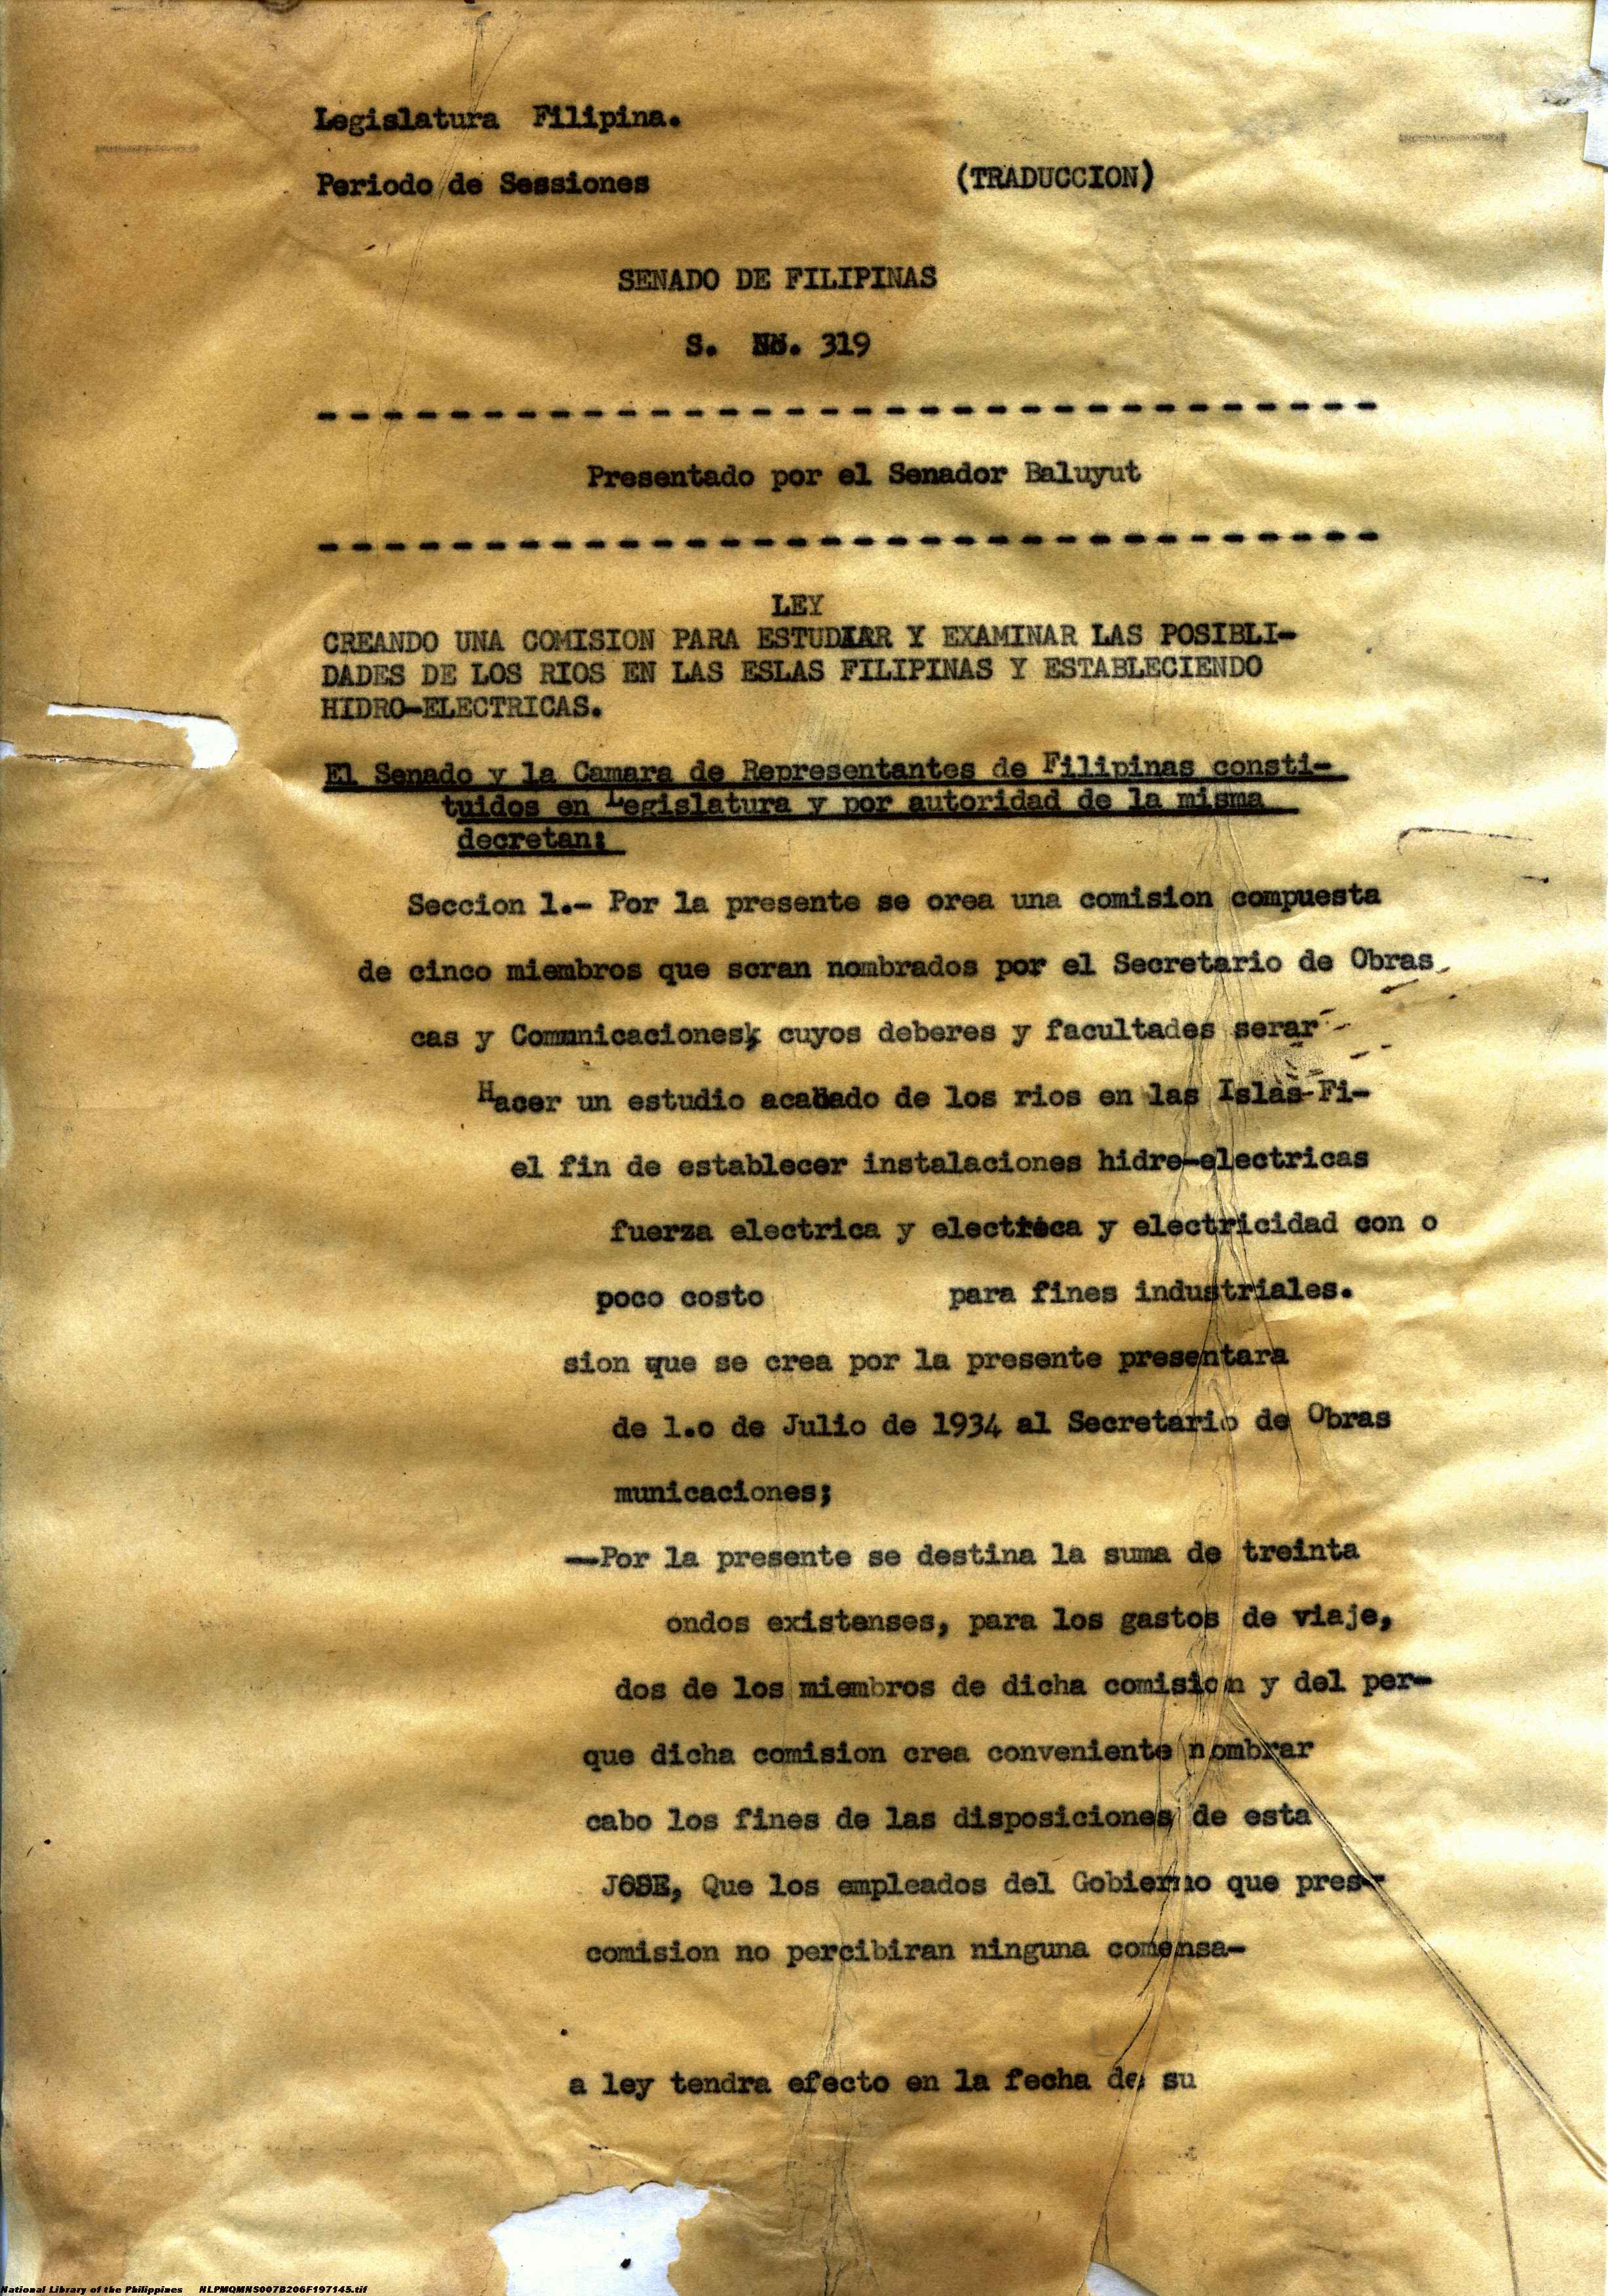 Legislatura Filipina.
Periodo de Sessiones (TRADUCCION)
SENADO DE FILIPINAS
S. No. 319
Presentado por el Senador Baluyut
LEY
CREANDO UNA COMISION PARA ESTUDIAR Y EXAMINAR LAS POSIBLI-
DADES DE LOS RIOS EN LAS ESLAS FILIPINAS Y ESTABLECIENDO
HIDRO-ELECTRICAS.
El Senado y la Camara de Representantes de Filipinas consti-
tuidos en Legislatura y por autoridad de la misma
decretan:
Seccion 1.- Por la presente se crea una comision compuesta
de cinco miembros que seran nombrados por el Secretario de Obras
cas y Comunicaciones, cuyos deberes y facultades seran
Hacer un estudio acabado de los rios en las Islas Fi-
el fin de establecer instalaciones hidro-electricas
fuerza electrica y electreca y electricidad con o
poco costo para fines industriales.
sion que se crea por la presente presentara
de 1.o de Julio de 1934 al Secretario de Obras
municaciones;
—Por la presente se destina la suma de treinta
ondos existenses, para los gastos de viaje,
dos de los miembros de dicha comision y del per-
que dicha comision crea conveniente nombrar
cabo los fines de las disposiciones de esta
JOSE, Que los empleados del Gobierno que pres-
comision no percibiran ninguna comensa-
a ley tendra efecto en la fecha de su
National Library of the Philippines NLPMQMNS007B206F197145.tif